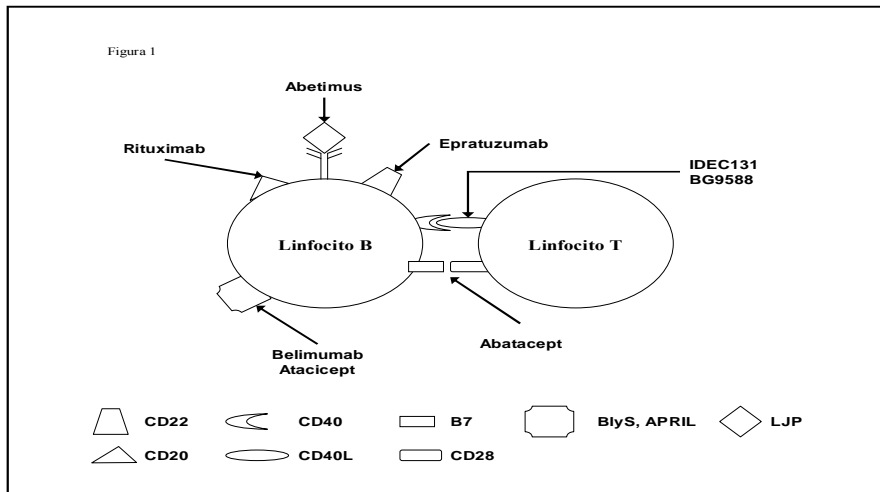 Figura 1
Abetimus
Rituximab
Epratuzumab
IDEC131
BG9588
Linfocito B
Linfocito T
Abatacept
Belimumab
Atacicept
CD22
CD40
B7
BlyS, APRIL
LJP
CD20
CD40L
CD28